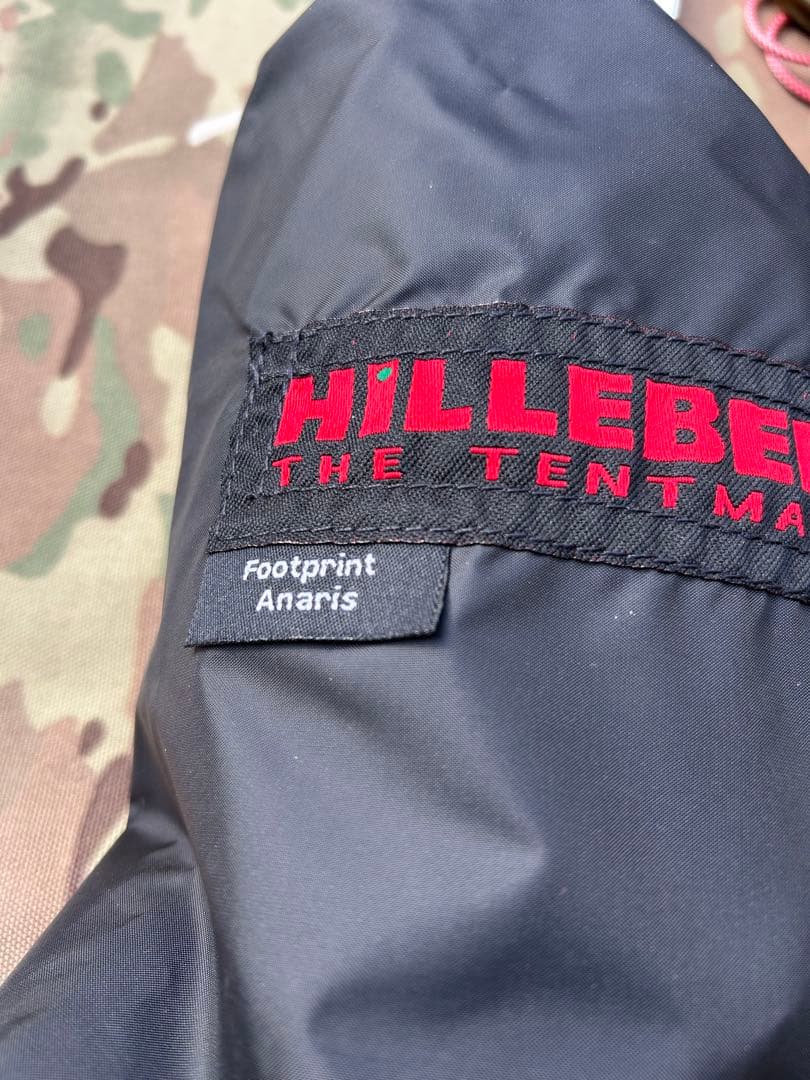 HILLEBE
THE TENTMA
Footprint
Anaris